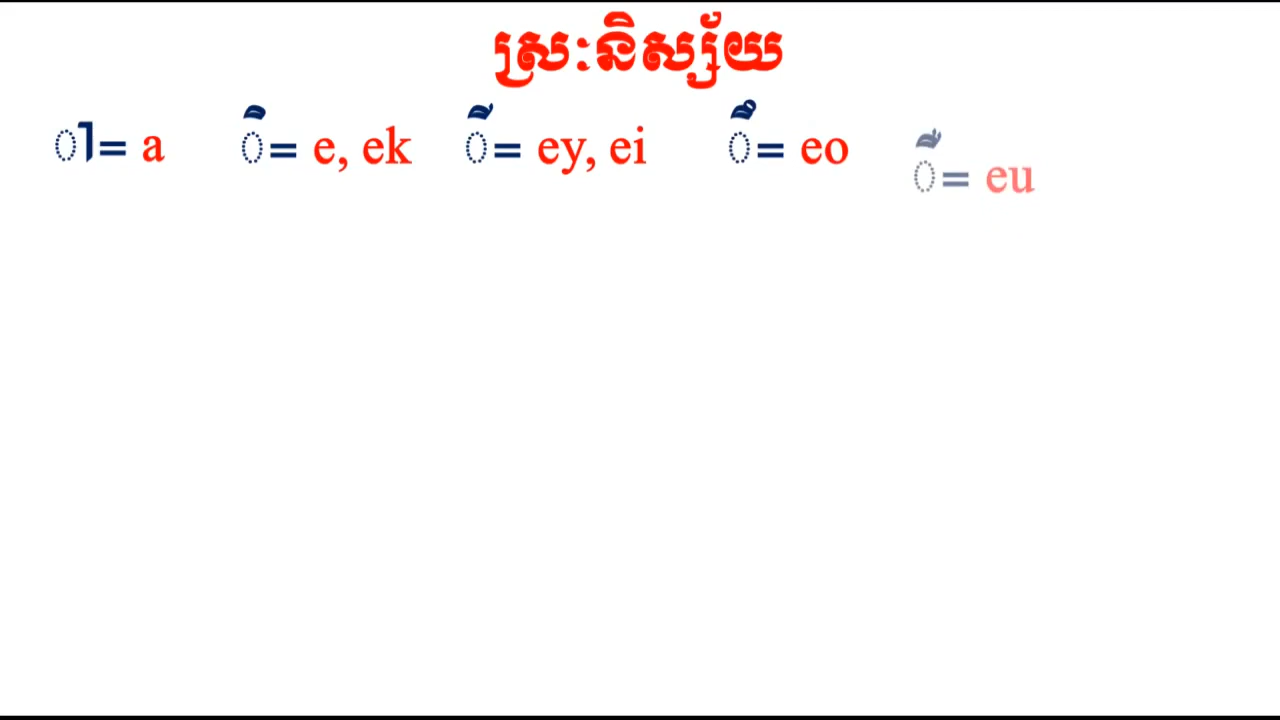 ស្រៈនិស្ស័យ
ា= a ិ= e, ek ី= ey, ei ឹ= eo ឺ= eu